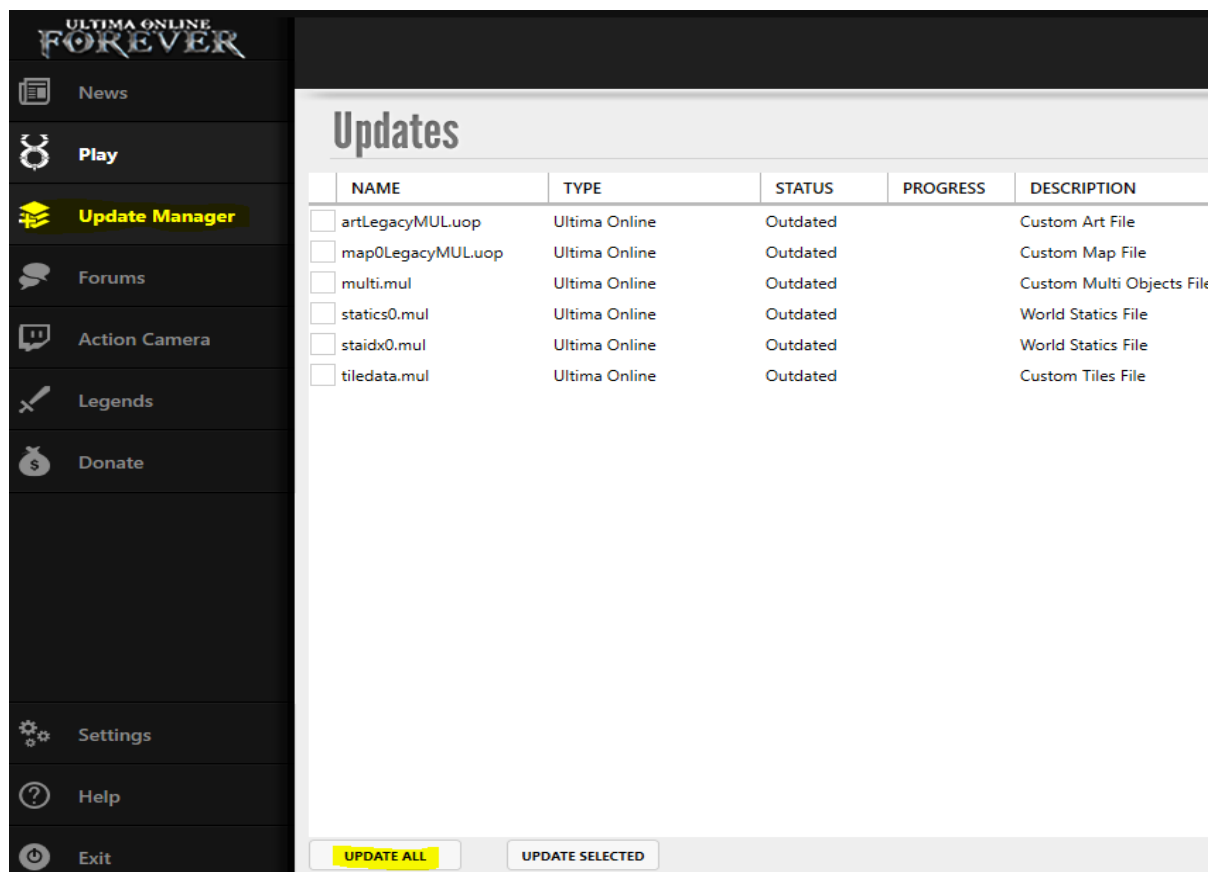 ULTIMA ONLINE
FOREVER
News
Play
Update Manager
Forums
Action Camera
Legends
Donate
Settings
Help
Exit
Updates
NAME TYPE STATUS PROGRESS DESCRIPTION
artLegacyMUL.uop Ultima Online Outdated Custom Art File
map0LegacyMUL.uop Ultima Online Outdated Custom Map File
multi.mul Ultima Online Outdated Custom Multi Objects File
statics0.mul Ultima Online Outdated World Statics File
staidx0.mul Ultima Online Outdated World Statics File
tiledata.mul Ultima Online Outdated Custom Tiles File
UPDATE ALL UPDATE SELECTED